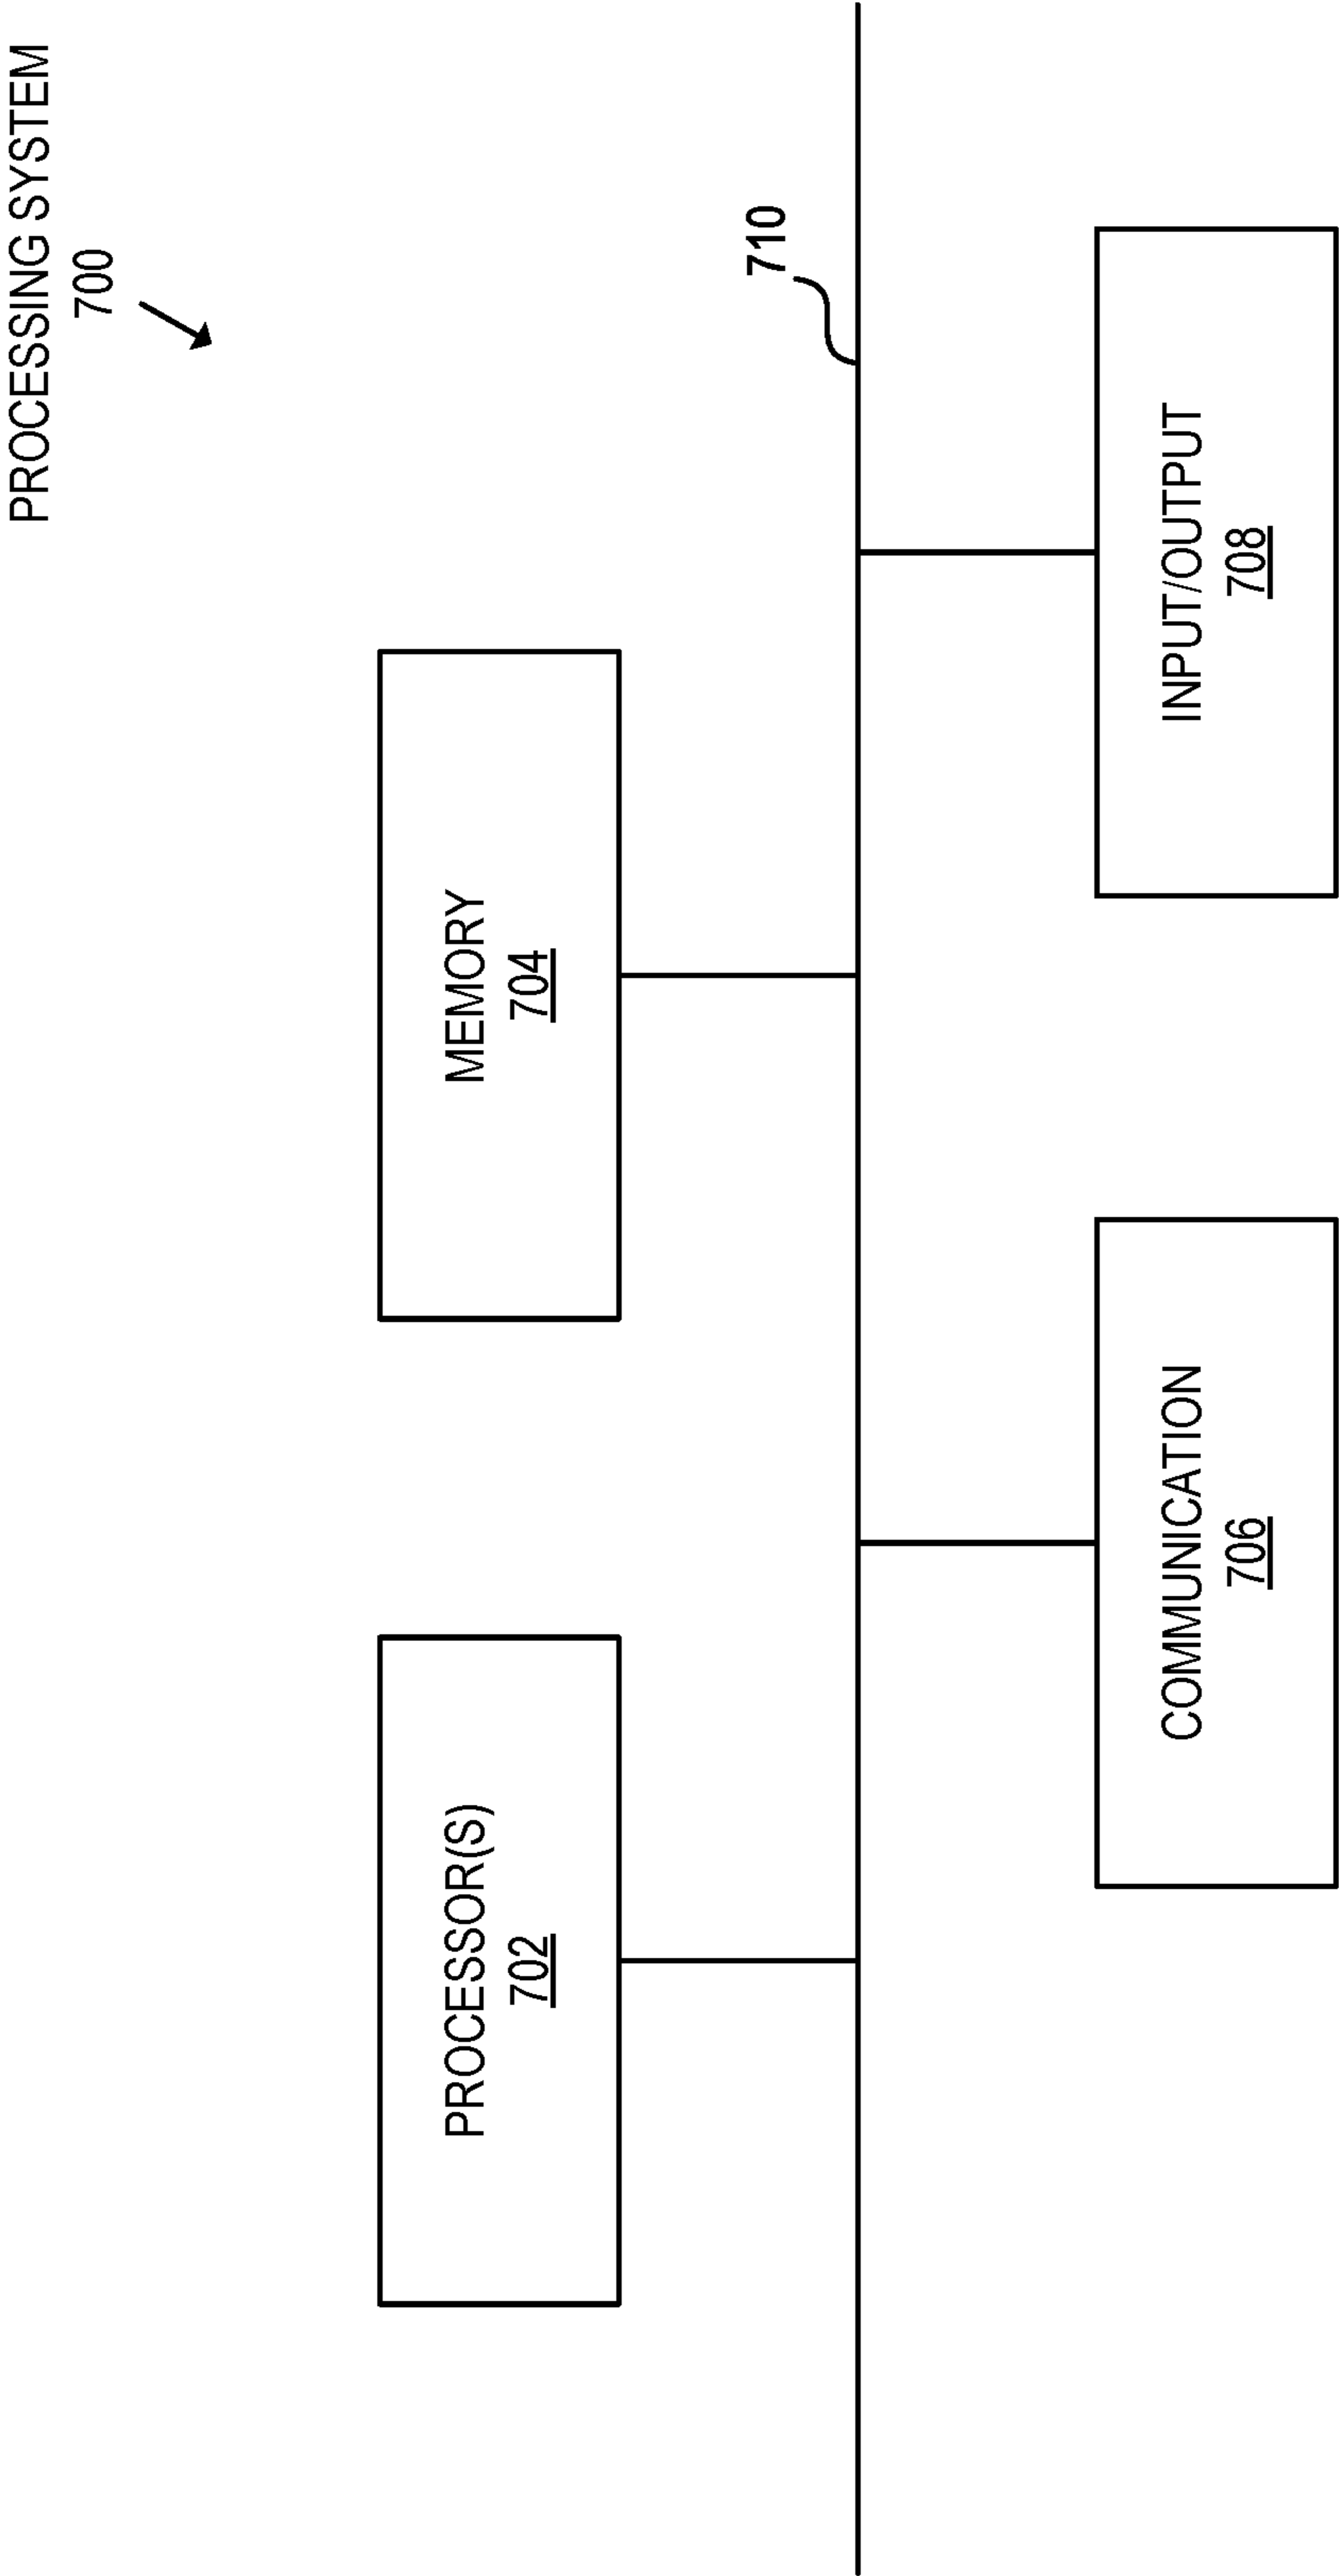 PROCESSING SYSTEM
700
PROCESSOR(S)
702
MEMORY
704
710
COMMUNICATION
706
INPUT/OUTPUT
708